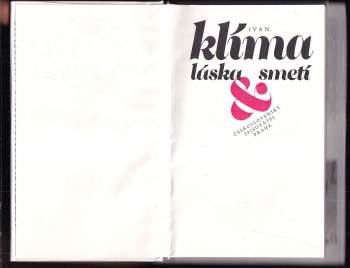 IVAN
klíma
láska smetí
&
ČESKOSLOVENSKÝ
SPISOVATEL
PRAHA